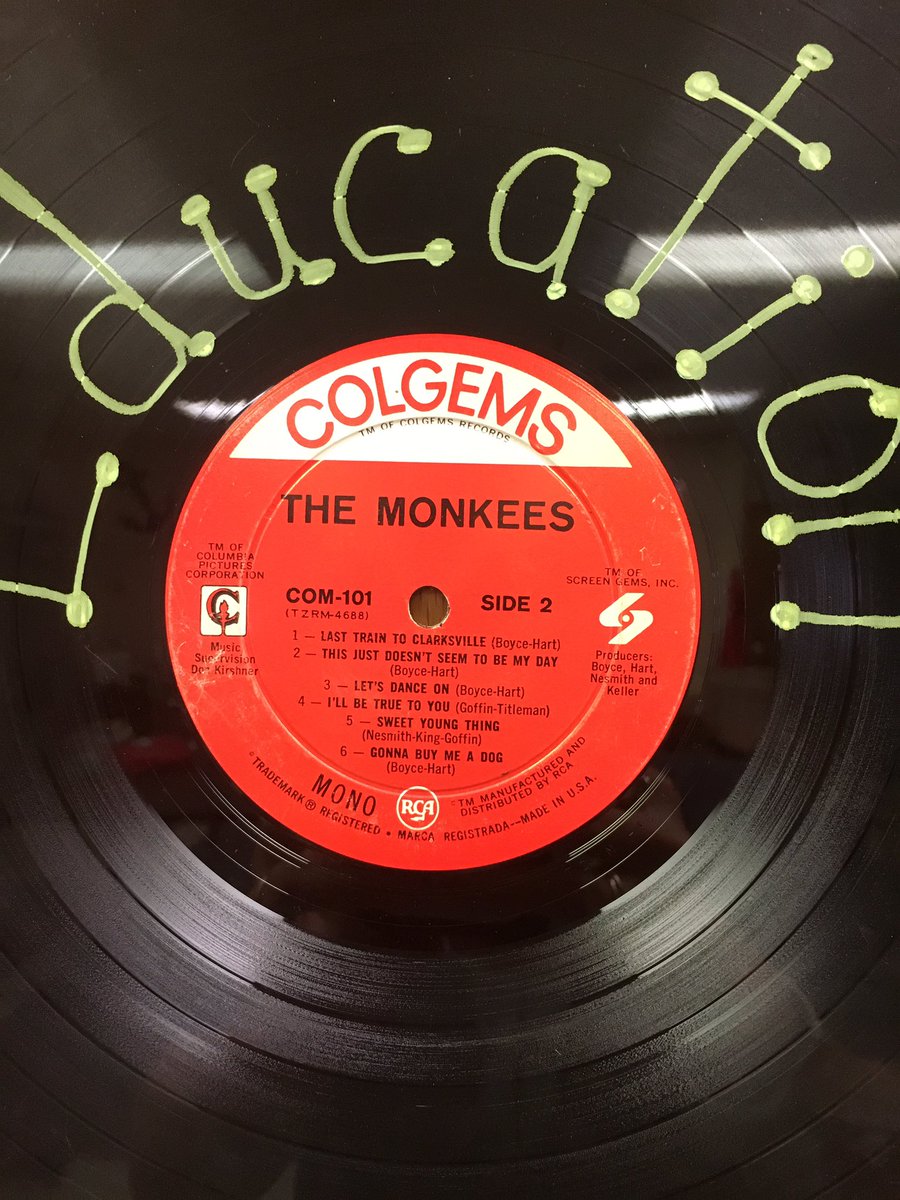 Education
COLGEMS
TM OF COLGEMS RECORDS
THE MONKEES
TM OF
COLUMBIA
PICTURES
CORPORATION
Music
Supervision
Don Kirshner
COM-101
(TZRM-4688)
SIDE 2
TM OF
SCREEN GEMS, INC.
Producers:
Boyce, Hart,
Nesmith and
Keller
1 — LAST TRAIN TO CLARKSVILLE (Boyce-Hart)
2 — THIS JUST DOESN'T SEEM TO BE MY DAY
(Boyce-Hart)
3 — LET'S DANCE ON (Boyce-Hart)
4 — I'LL BE TRUE TO YOU (Goffin-Titleman)
5 — SWEET YOUNG THING
(Nesmith-King-Goffin)
6 — GONNA BUY ME A DOG
(Boyce-Hart)
MONO
RCA
TM MANUFACTURED AND
DISTRIBUTED BY RCA
TRADEMARK ® REGISTERED • MARCA REGISTRADA--MADE IN U.S.A.